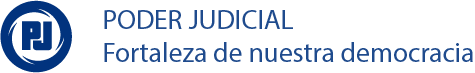 PJ PODER JUDICIAL
Fortaleza de nuestra democracia